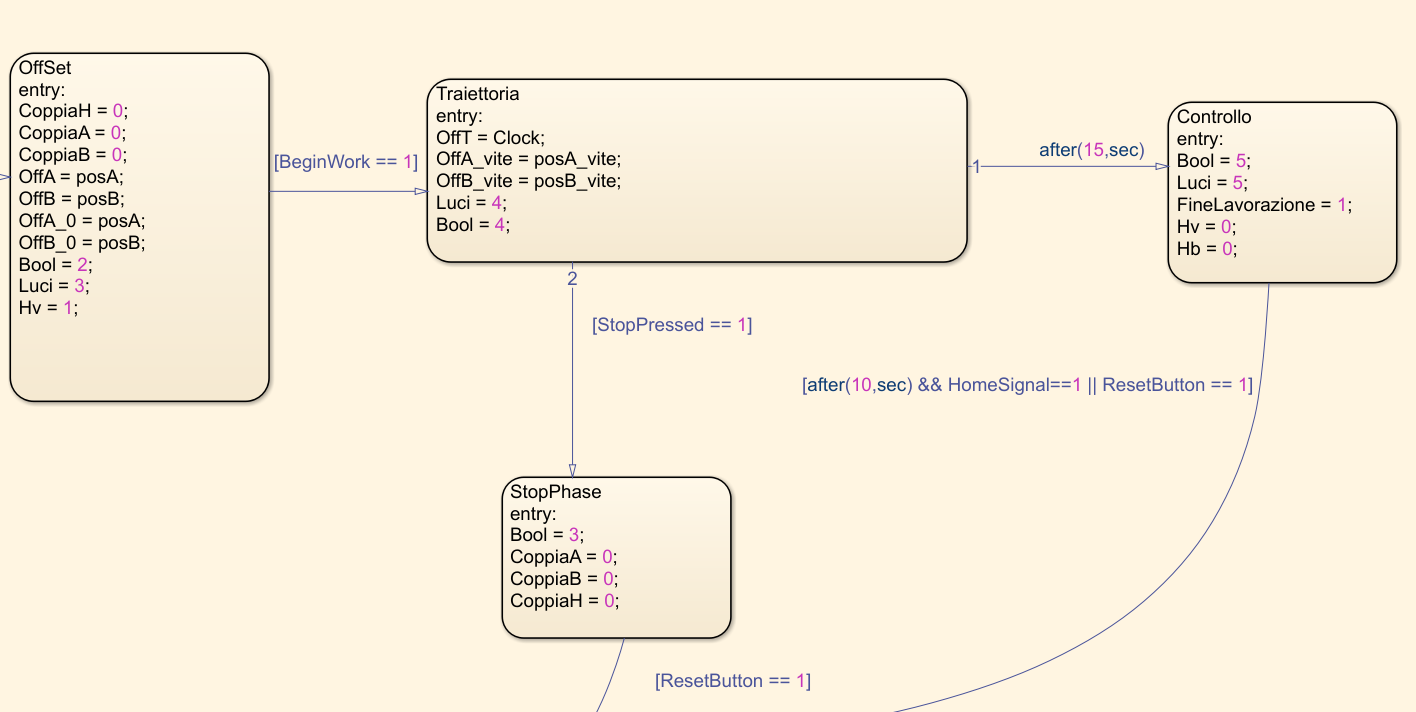 OffSet
entry:
CoppiaH = 0;
CoppiaA = 0;
CoppiaB = 0;
OffA = posA;
OffB = posB;
OffA_0 = posA;
OffB_0 = posB;
Bool = 2;
Luci = 3;
Hv = 1;
[BeginWork == 1]
Traiettoria
entry:
OffT = Clock;
OffA_vite = posA_vite;
OffB_vite = posB_vite;
Luci = 4;
Bool = 4;
1
after(15,sec)
Controllo
entry:
Bool = 5;
Luci = 5;
FineLavorazione = 1;
Hv = 0;
Hb = 0;
2
[StopPressed == 1]
[after(10,sec) && HomeSignal==1 || ResetButton == 1]
StopPhase
entry:
Bool = 3;
CoppiaA = 0;
CoppiaB = 0;
CoppiaH = 0;
[ResetButton == 1]